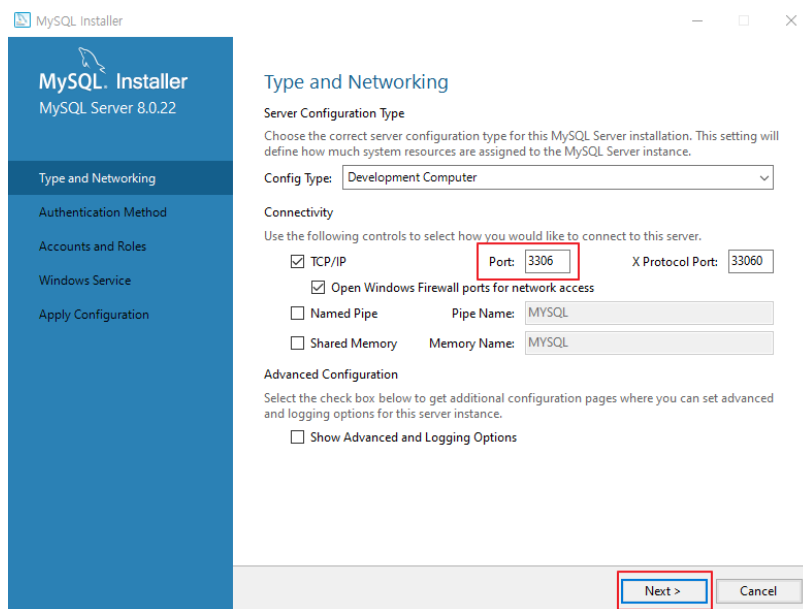 MySQL Installer
MySQL. Installer
MySQL Server 8.0.22
Type and Networking
Authentication Method
Accounts and Roles
Windows Service
Apply Configuration
Type and Networking
Server Configuration Type
Choose the correct server configuration type for this MySQL Server installation. This setting will
define how much system resources are assigned to the MySQL Server instance.
Config Type: Development Computer
Connectivity
Use the following controls to select how you would like to connect to this server.
TCP/IP Port: 3306 X Protocol Port: 33060
Open Windows Firewall ports for network access
Named Pipe Pipe Name: MYSQL
Shared Memory Memory Name: MYSQL
Advanced Configuration
Select the check box below to get additional configuration pages where you can set advanced
and logging options for this server instance.
Show Advanced and Logging Options
Next > Cancel